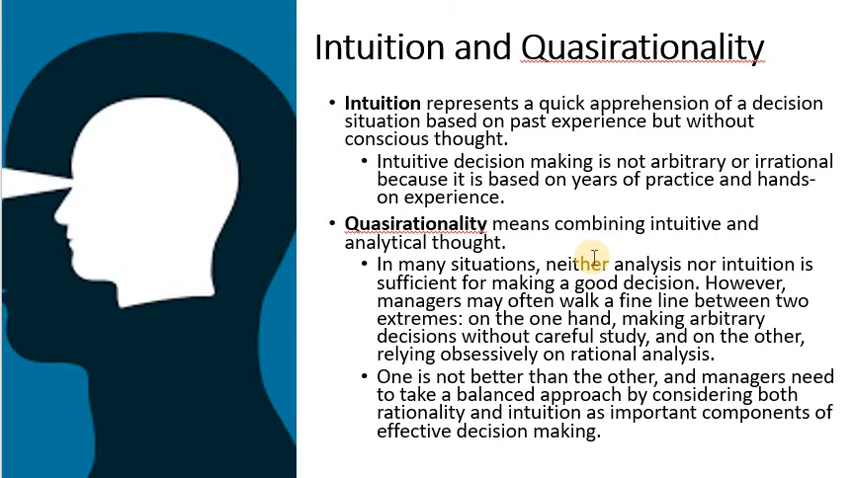 Intuition and Quasirationality
• Intuition represents a quick apprehension of a decision
situation based on past experience but without
conscious thought.
• Intuitive decision making is not arbitrary or irrational
because it is based on years of practice and hands-
on experience.
• Quasirationality means combining intuitive and
analytical thought.
• In many situations, neither analysis nor intuition is
sufficient for making a good decision. However,
managers may often walk a fine line between two
extremes: on the one hand, making arbitrary
decisions without careful study, and on the other,
relying obsessively on rational analysis.
• One is not better than the other, and managers need
to take a balanced approach by considering both
rationality and intuition as important components of
effective decision making.